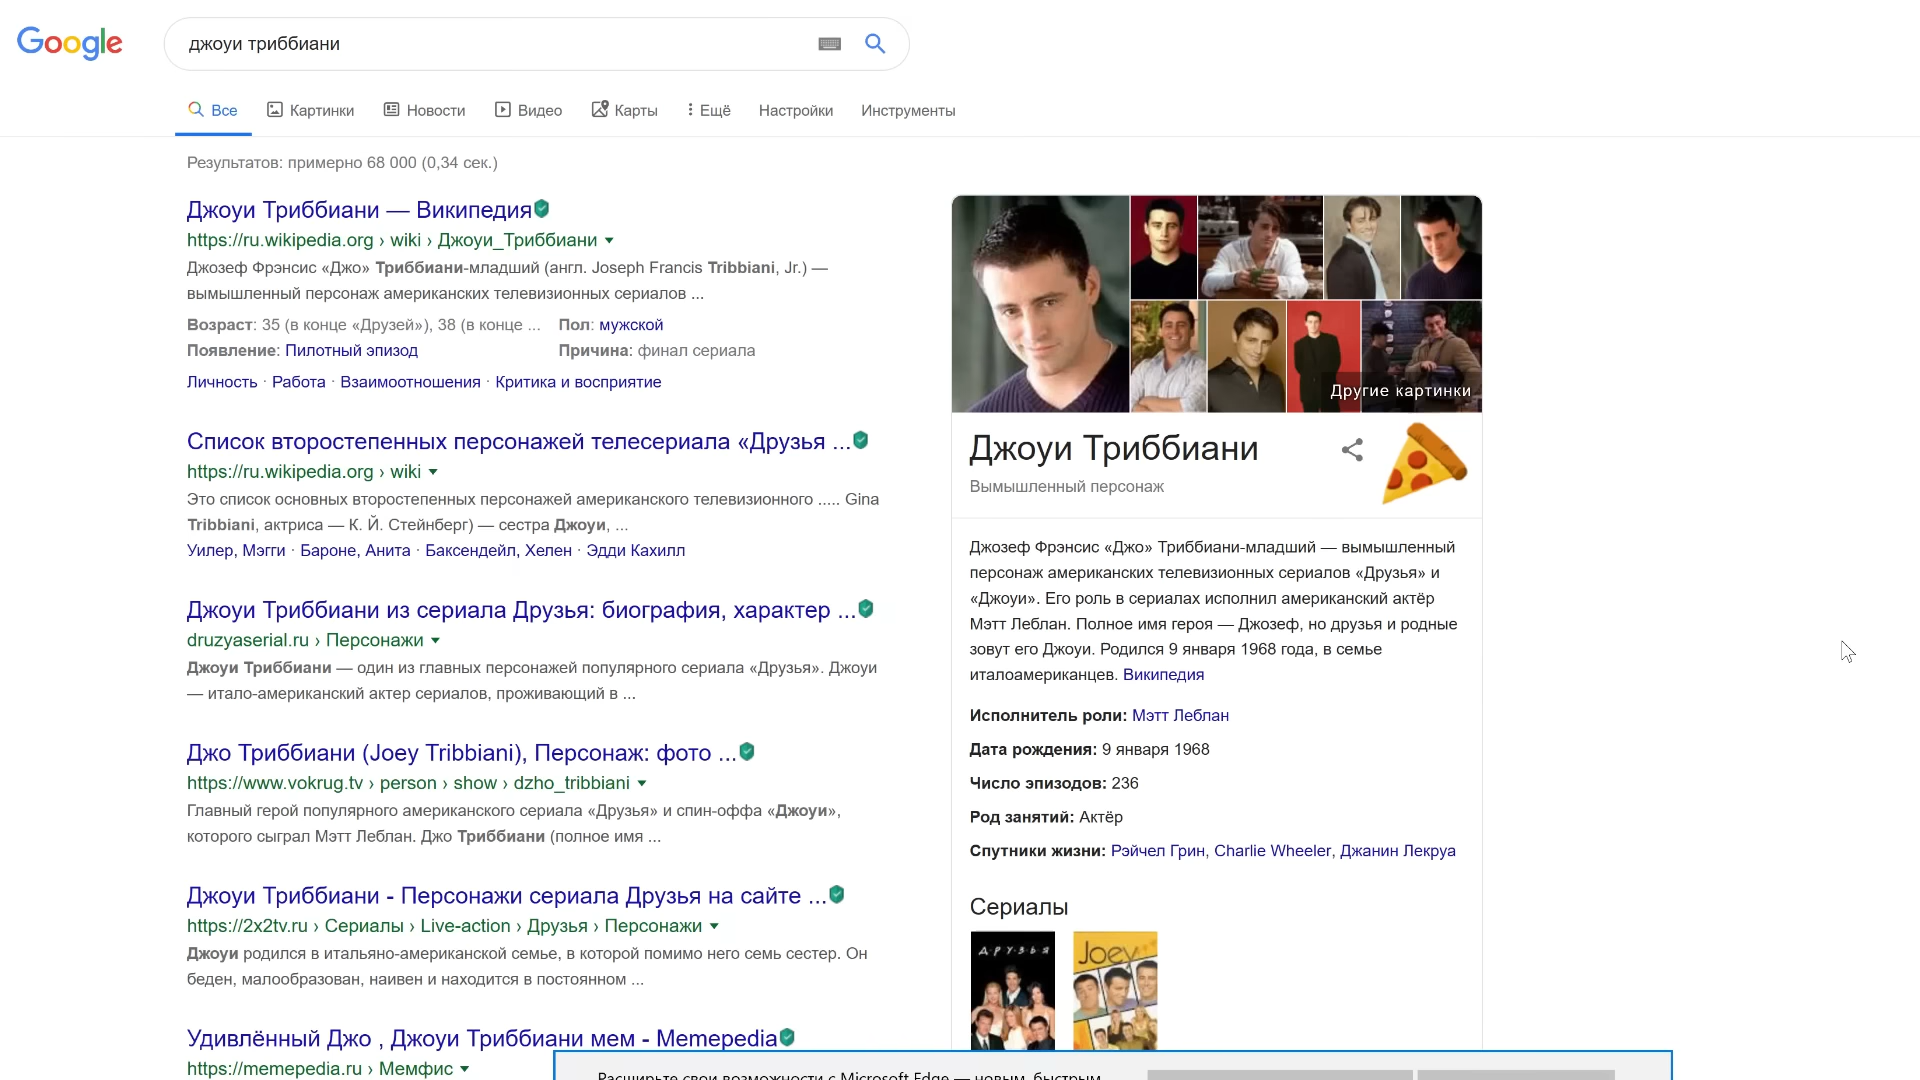 Google
джоуи триббиани
Все
Картинки
Новости
Видео
Карты
Ещё
Настройки
Инструменты
Результатов: примерно 68 000 (0,34 сек.)
Джоуи Триббиани — Википедия
https://ru.wikipedia.org › wiki › Джоуи_Триббиани
Джозеф Фрэнсис «Джо» Триббиани-младший (англ. Joseph Francis Tribbiani, Jr.) —
вымышленный персонаж американских телевизионных сериалов ...
Возраст: 35 (в конце «Друзей»), 38 (в конце ... Пол: мужской
Появление: Пилотный эпизод Причина: финал сериала
Личность · Работа · Взаимоотношения · Критика и восприятие
Список второстепенных персонажей телесериала «Друзья ...
https://ru.wikipedia.org › wiki
Это список основных второстепенных персонажей американского телевизионного ..... Gina
Tribbiani, актриса — К. Й. Стейнберг) — сестра Джоуи, ...
Уилер, Мэгги · Бароне, Анита · Баксендейл, Хелен · Эдди Кахилл
Джоуи Триббиани из сериала Друзья: биография, характер ...
druzyaserial.ru › Персонажи
Джоуи Триббиани — один из главных персонажей популярного сериала «Друзья». Джоуи
— итало-американский актер сериалов, проживающий в ...
Джо Триббиани (Joey Tribbiani), Персонаж: фото ...
https://www.vokrug.tv › person › show › dzho_tribbiani
Главный герой популярного американского сериала «Друзья» и спин-оффа «Джоуи»,
которого сыграл Мэтт Леблан. Джо Триббиани (полное имя ...
Джоуи Триббиани - Персонажи сериала Друзья на сайте ...
https://2x2tv.ru › Сериалы › Live-action › Друзья › Персонажи
Джоуи родился в итальяно-американской семье, в которой помимо него семь сестер. Он
беден, малообразован, наивен и находится в постоянном ...
Удивлённый Джо , Джоуи Триббиани мем - Memepedia
https://memepedia.ru › Мемфис
Другие картинки
Джоуи Триббиани
Вымышленный персонаж
Джозеф Фрэнсис «Джо» Триббиани-младший — вымышленный
персонаж американских телевизионных сериалов «Друзья» и
«Джоуи». Его роль в сериалах исполнил американский актёр
Мэтт Леблан. Полное имя героя — Джозеф, но друзья и родные
зовут его Джоуи. Родился 9 января 1968 года, в семье
италоамериканцев. Википедия
Исполнитель роли: Мэтт Леблан
Дата рождения: 9 января 1968
Число эпизодов: 236
Род занятий: Актёр
Спутники жизни: Рэйчел Грин, Charlie Wheeler, Джанин Лекруа
Сериалы
Д·Р·У·З·Ь·Я
Joey
Расширьте свои возможности с Microsoft Edge — новым, быстрым